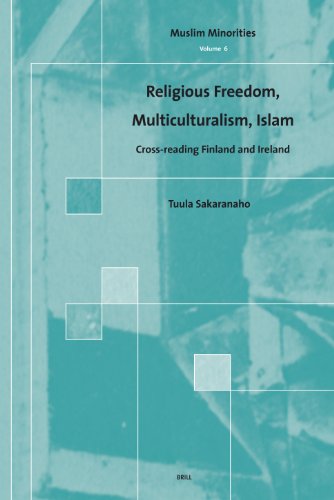 Muslim Minorities
Volume 6
Religious Freedom,
Multiculturalism, Islam
Cross-reading Finland and Ireland
Tuula Sakaranaho
BRILL